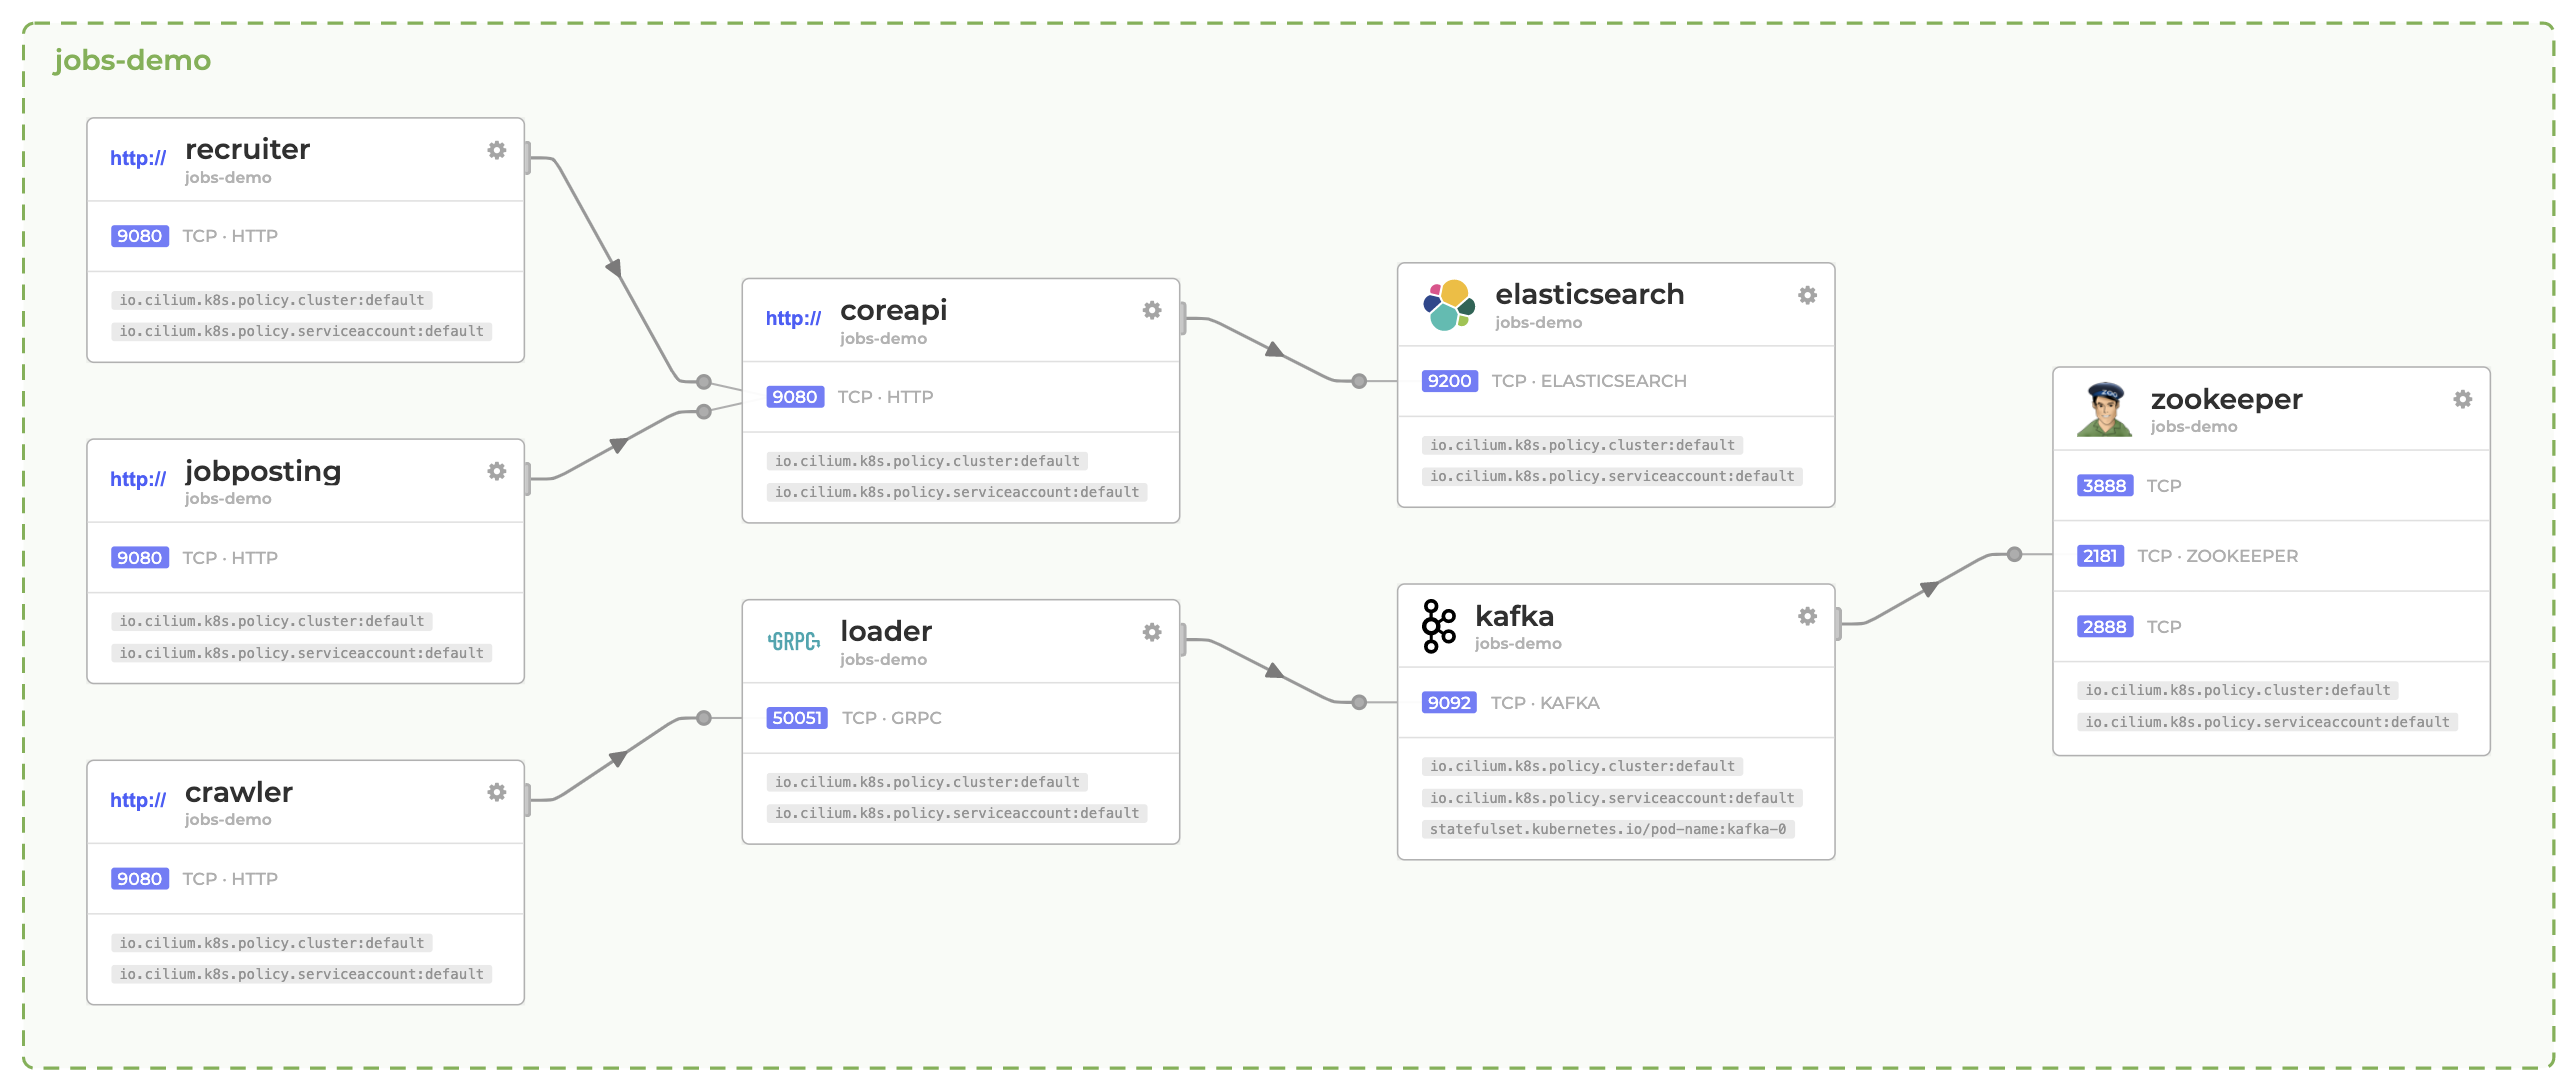 jobs-demo
http://
recruiter
jobs-demo
9080 TCP · HTTP
io.cilium.k8s.policy.cluster:default
io.cilium.k8s.policy.serviceaccount:default
http://
jobposting
jobs-demo
9080 TCP · HTTP
io.cilium.k8s.policy.cluster:default
io.cilium.k8s.policy.serviceaccount:default
http://
crawler
jobs-demo
9080 TCP · HTTP
io.cilium.k8s.policy.cluster:default
io.cilium.k8s.policy.serviceaccount:default
http://
coreapi
jobs-demo
9080 TCP · HTTP
io.cilium.k8s.policy.cluster:default
io.cilium.k8s.policy.serviceaccount:default
GRPC
loader
jobs-demo
50051 TCP · GRPC
io.cilium.k8s.policy.cluster:default
io.cilium.k8s.policy.serviceaccount:default
elasticsearch
jobs-demo
9200 TCP · ELASTICSEARCH
io.cilium.k8s.policy.cluster:default
io.cilium.k8s.policy.serviceaccount:default
kafka
jobs-demo
9092 TCP · KAFKA
io.cilium.k8s.policy.cluster:default
io.cilium.k8s.policy.serviceaccount:default
statefulset.kubernetes.io/pod-name:kafka-0
ZOO
zookeeper
jobs-demo
3888 TCP
2181 TCP · ZOOKEEPER
2888 TCP
io.cilium.k8s.policy.cluster:default
io.cilium.k8s.policy.serviceaccount:default